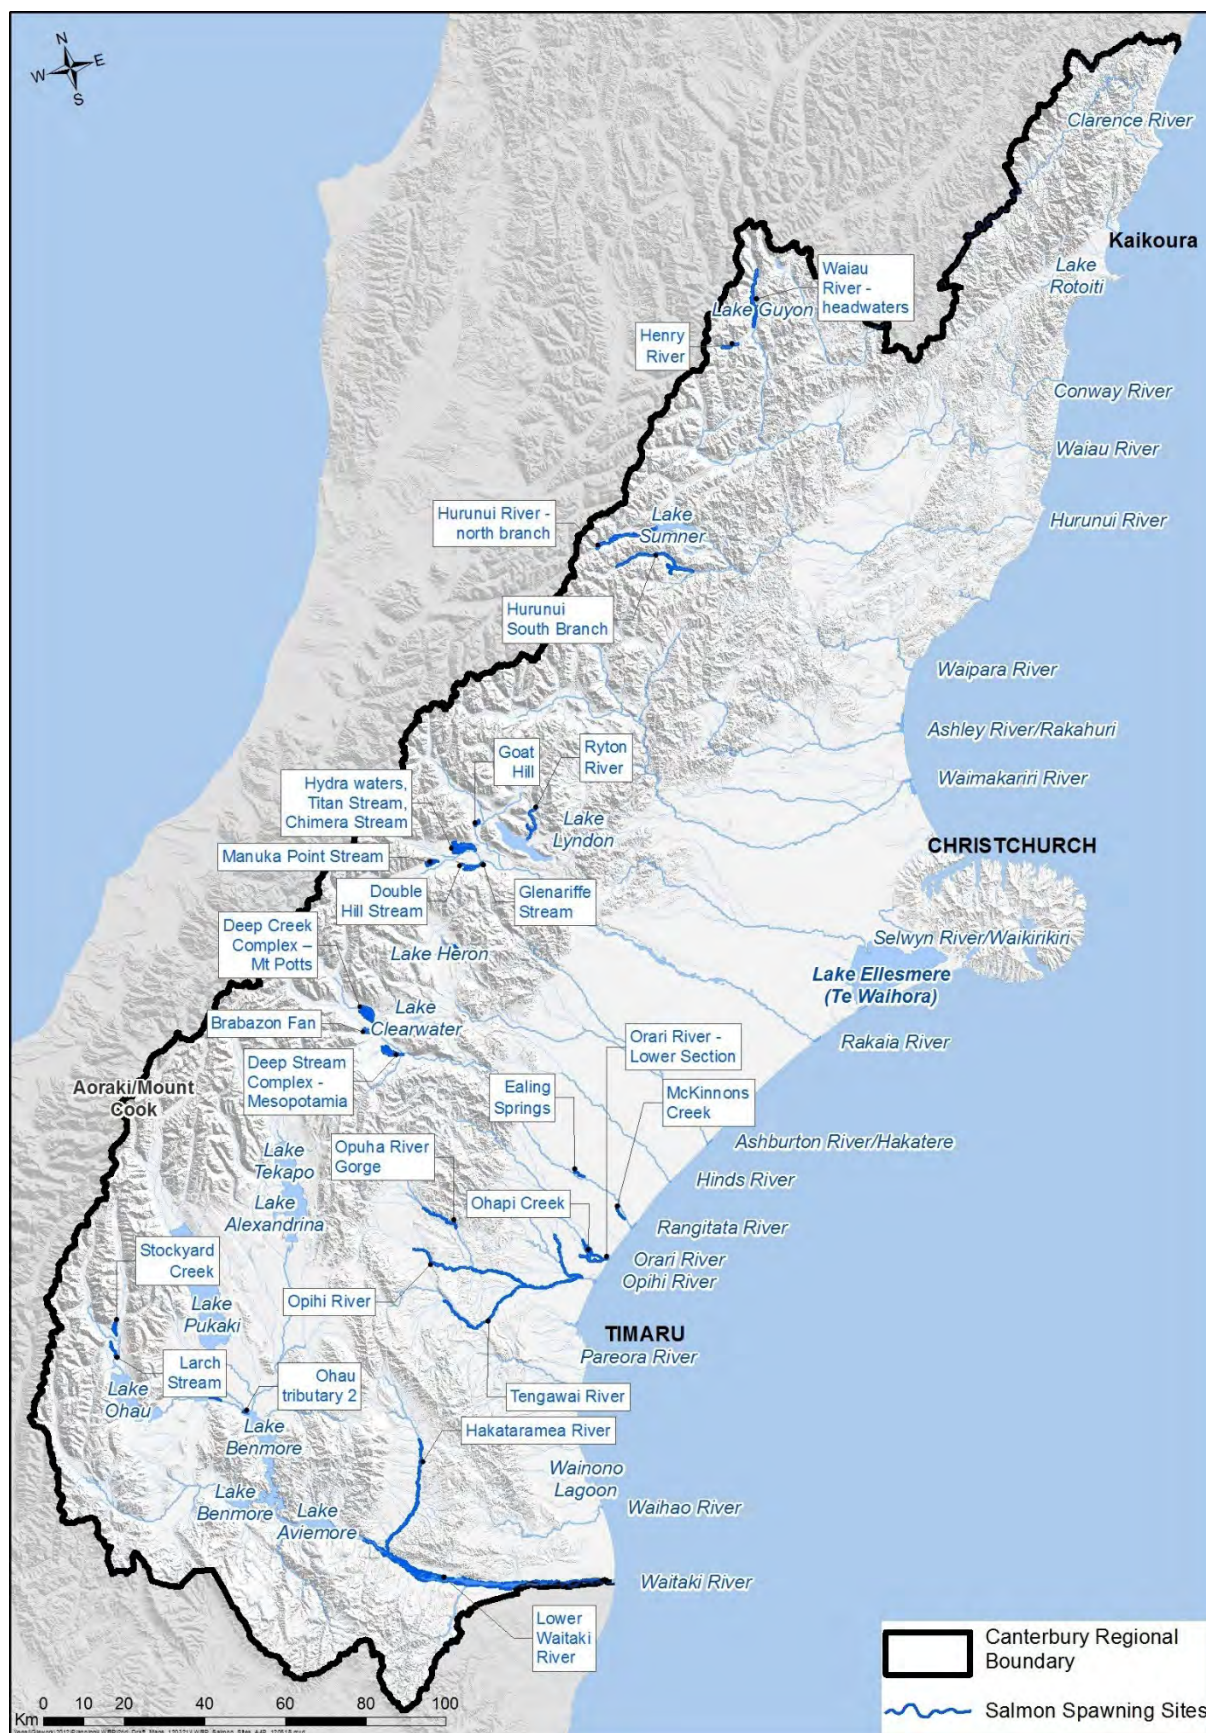 N
W
E
S
Clarence River
Kaikoura
Lake
Rotoiti
Waiau
River -
headwaters
Lake Guyon
Henry
River
Conway River
Waiau River
Hurunui River -
north branch
Lake
Sumner
Hurunui River
Hurunui
South Branch
Waipara River
Ashley River/Rakahuri
Waimakariri River
Goat
Hill
Ryton
River
Hydra waters,
Titan Stream,
Chimera Stream
Lake
Lyndon
CHRISTCHURCH
Manuka Point Stream
Double
Hill Stream
Glenariffe
Stream
Deep Creek
Complex –
Mt Potts
Lake Heron
Selwyn River/Waikirikiri
Lake Ellesmere
(Te Waihora)
Brabazon Fan
Lake
Clearwater
Orari River -
Lower Section
Rakaia River
Deep Stream
Complex -
Mesopotamia
Aoraki/Mount
Cook
Ealing
Springs
McKinnons
Creek
Ashburton River/Hakatere
Lake
Tekapo
Opuha River
Gorge
Hinds River
Lake
Alexandrina
Ohapi Creek
Rangitata River
Orari River
Opihi River
Stockyard
Creek
Opihi River
Lake
Pukaki
TIMARU
Pareora River
Larch
Stream
Ohau
tributary 2
Tengawai River
Lake
Ohau
Lake
Benmore
Hakataramea River
Wainono
Lagoon
Lake
Benmore
Lake
Aviemore
Waihao River
Waitaki River
Lower
Waitaki
River
Canterbury Regional
Boundary
Salmon Spawning Sites
0 10 20 40 60 80 100
Km